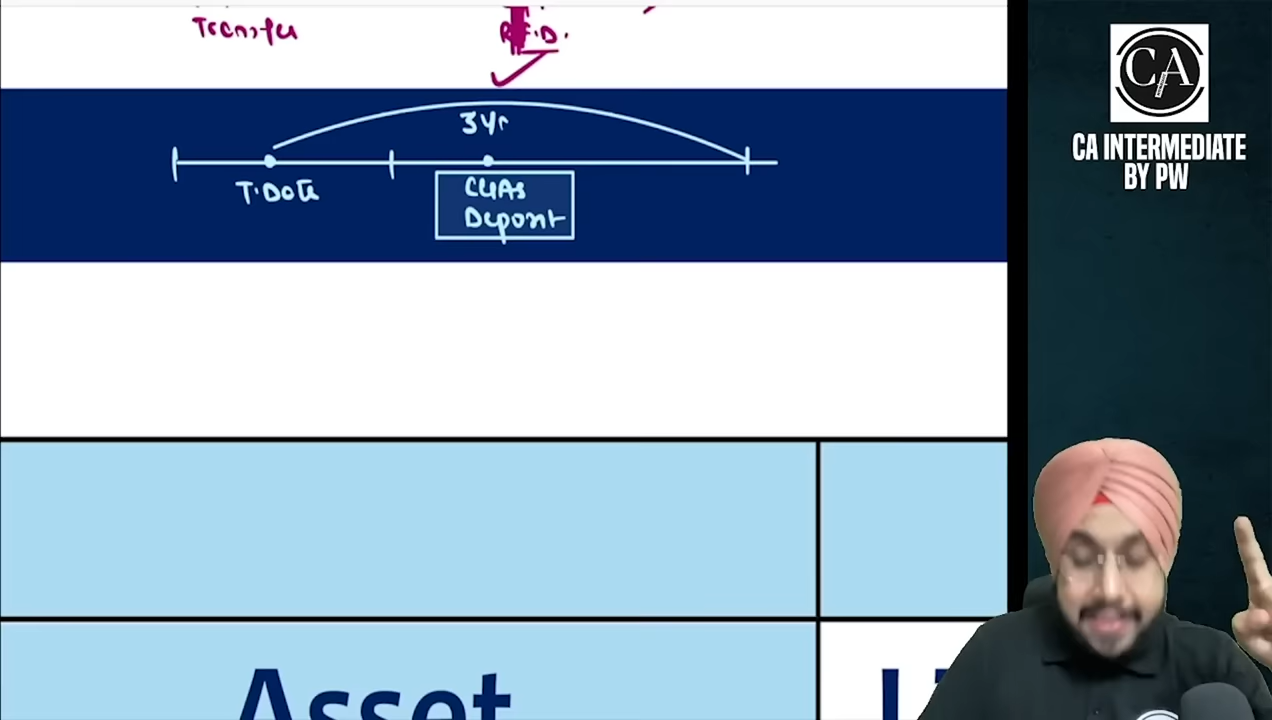 Transfer
R.F.D.
3yr
T.Date
CGAS
Deposit
CA
CA INTERMEDIATE
BY PW
Asset